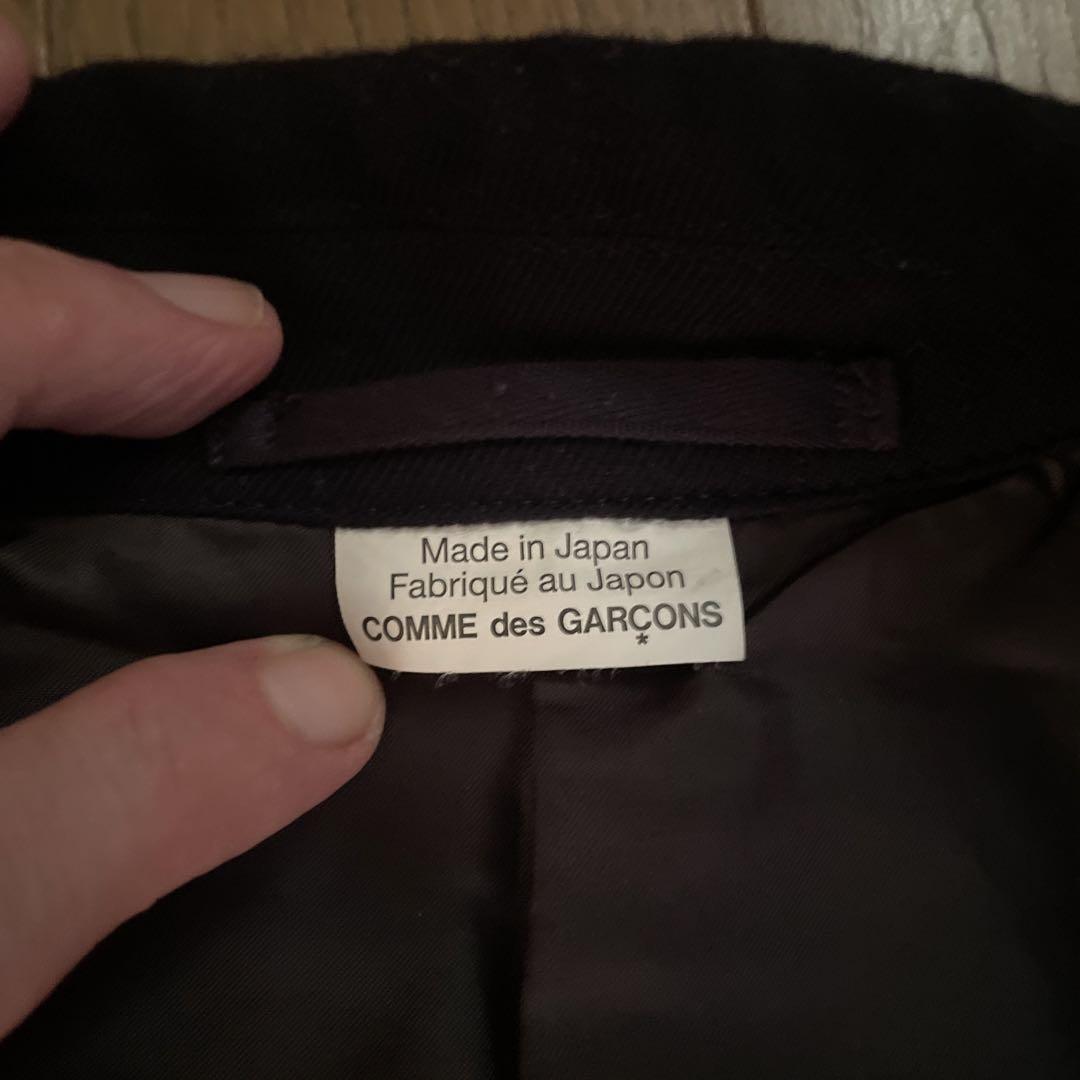 Made in Japan
Fabriqué au Japon
COMME des GARÇONS
*